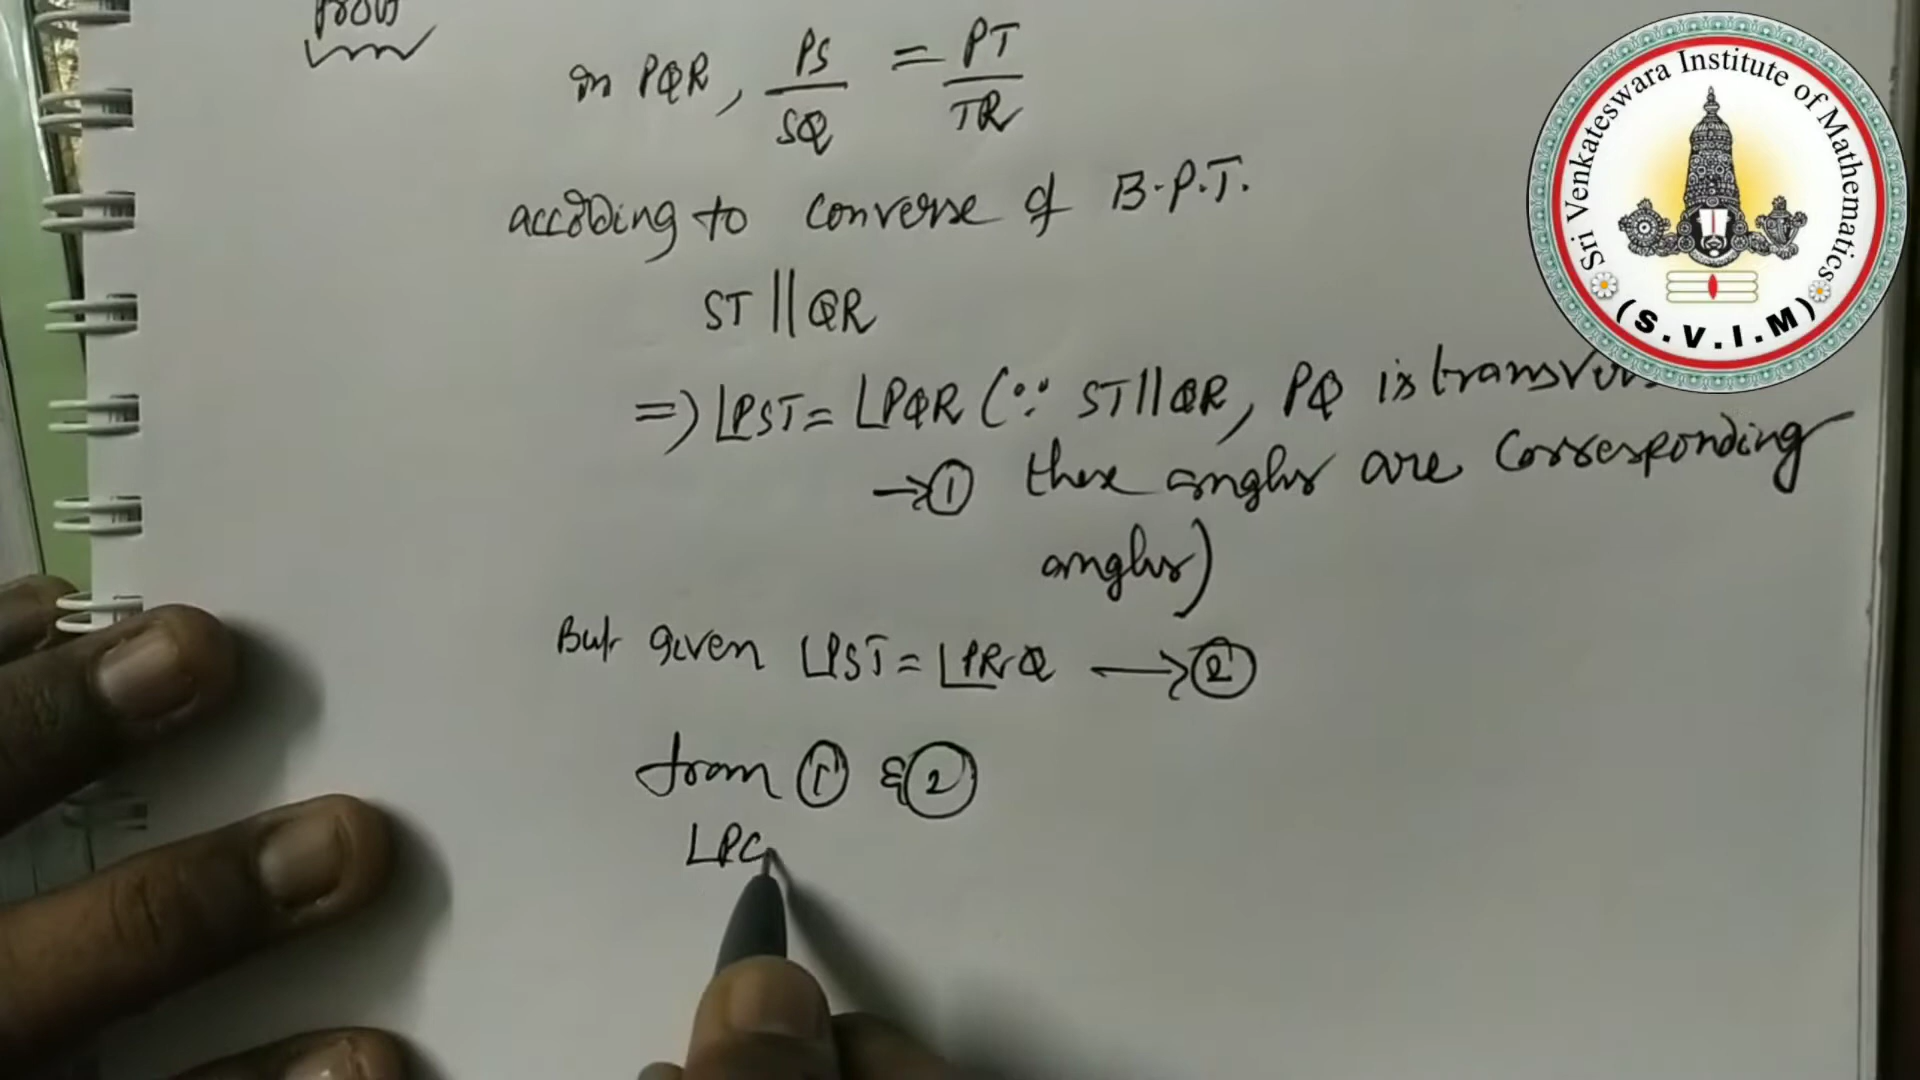 Proof
In PQR, PS/SQ = PT/TR
according to converse of B.P.T.
ST || QR
=> ∠PST = ∠PQR (∵ ST || QR, PQ is transver
→ ① these angles are corresponding
angles)
But given ∠PST = ∠PRQ → ②
from ① & ②
∠PQ
Sri Venkateswara Institute of Mathematics
(S.V.I.M)